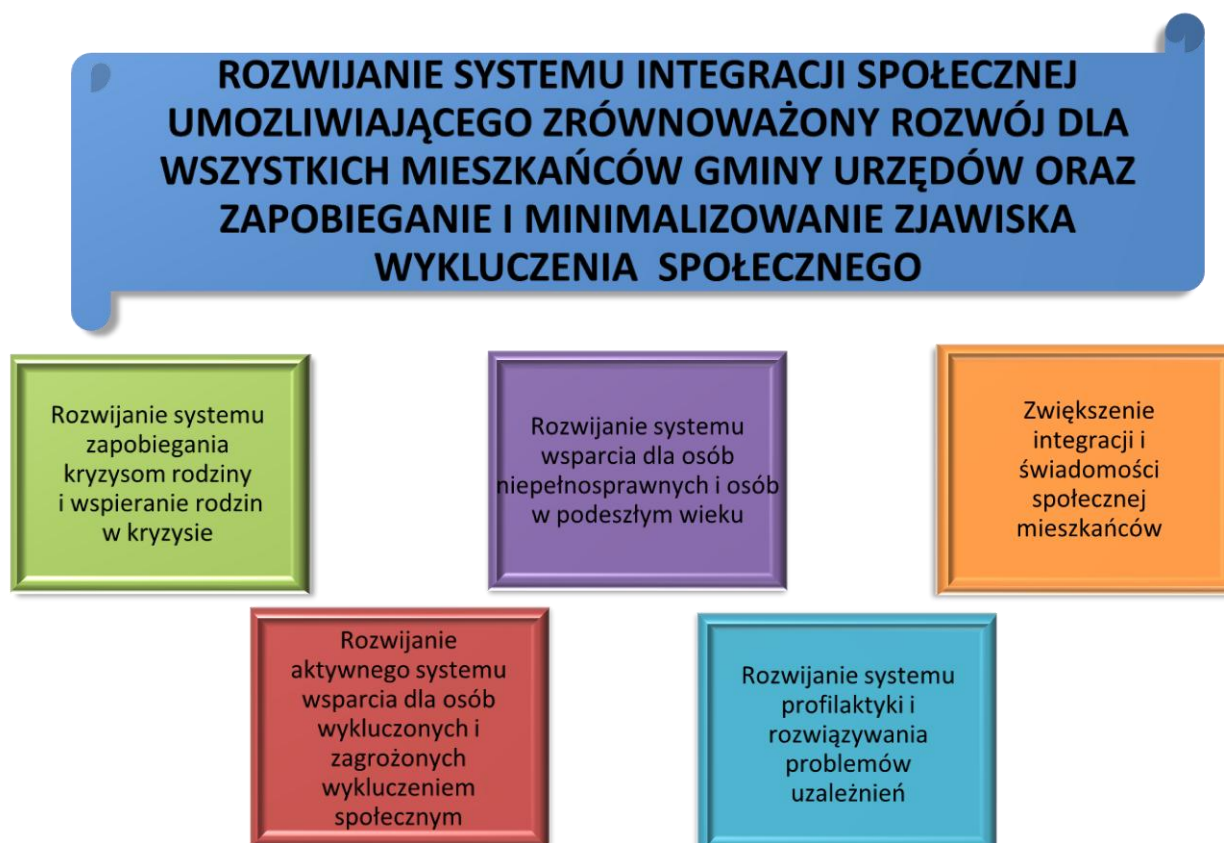 ROZWIJANIE SYSTEMU INTEGRACJI SPOŁECZNEJ
UMOZLIWIAJĄCEGO ZRÓWNOWAŻONY ROZWÓJ DLA
WSZYSTKICH MIESZKAŃCÓW GMINY URZĘDÓW ORAZ
ZAPOBIEGANIE I MINIMALIZOWANIE ZJAWISKA
WYKLUCZENIA SPOŁECZNEGO
Rozwijanie systemu
zapobiegania
kryzysom rodziny
i wspieranie rodzin
w kryzysie
Rozwijanie systemu
wsparcia dla osób
niepełnosprawnych i osób
w podeszłym wieku
Zwiększenie
integracji i
świadomości
społecznej
mieszkańców
Rozwijanie
aktywnego systemu
wsparcia dla osób
wykluczonych i
zagrożonych
wykluczeniem
społecznym
Rozwijanie systemu
profilaktyki i
rozwiązywania
problemów
uzależnień